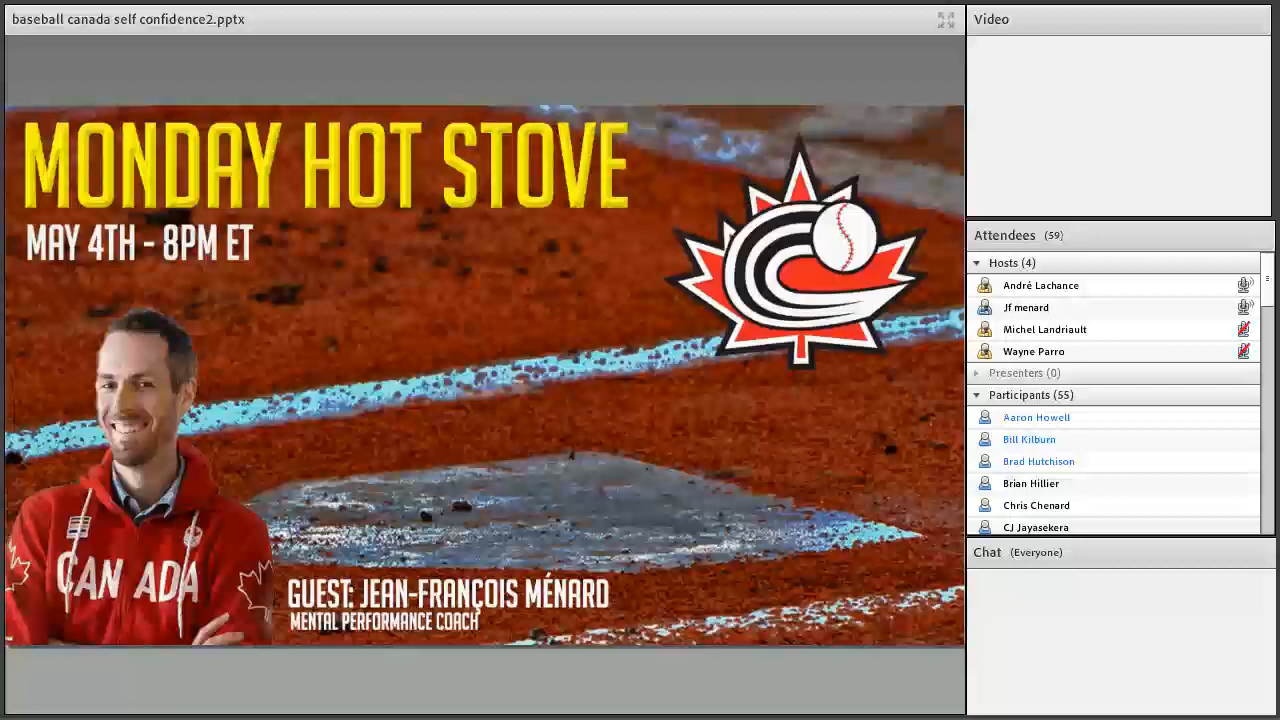 baseball canada self confidence2.pptx
MONDAY HOT STOVE
MAY 4TH - 8PM ET
CANADA
GUEST: JEAN-FRANÇOIS MÉNARD
MENTAL PERFORMANCE COACH
Video
Attendees (59)
Hosts (4)
André Lachance
Jf menard
Michel Landriault
Wayne Parro
Presenters (0)
Participants (55)
Aaron Howell
Bill Kilburn
Brad Hutchison
Brian Hillier
Chris Chenard
CJ Jayasekera
Chat (Everyone)